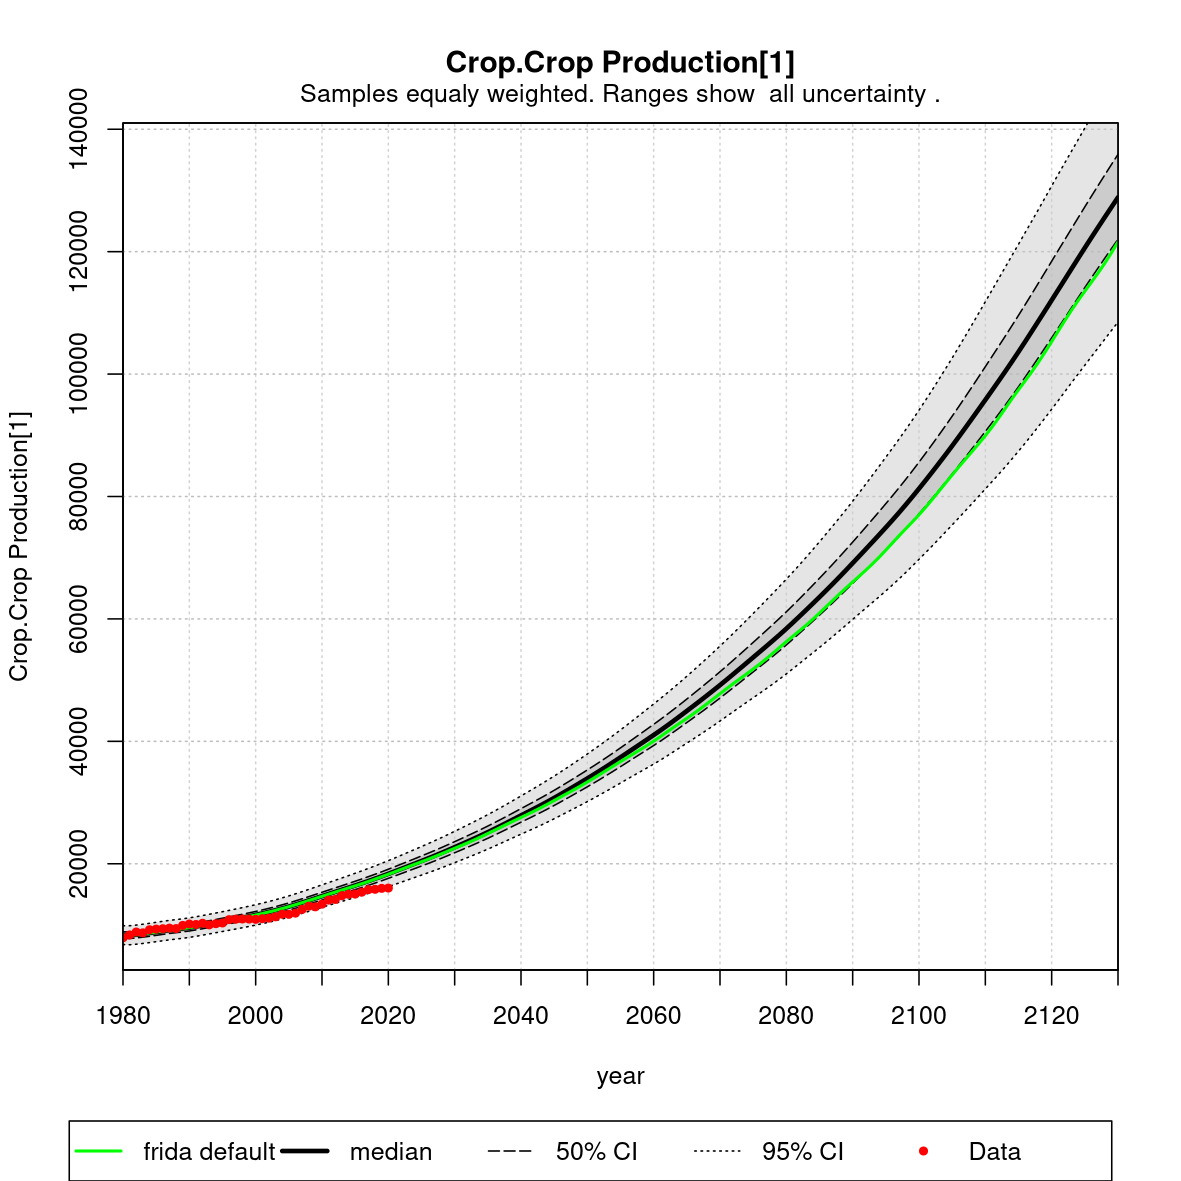 Crop.Crop Production[1]
Samples equaly weighted. Ranges show  all uncertainty .
Crop.Crop Production[1]
140000
120000
100000
80000
60000
40000
20000
1980 2000 2020 2040 2060 2080 2100 2120
year
frida default median 50% CI 95% CI Data